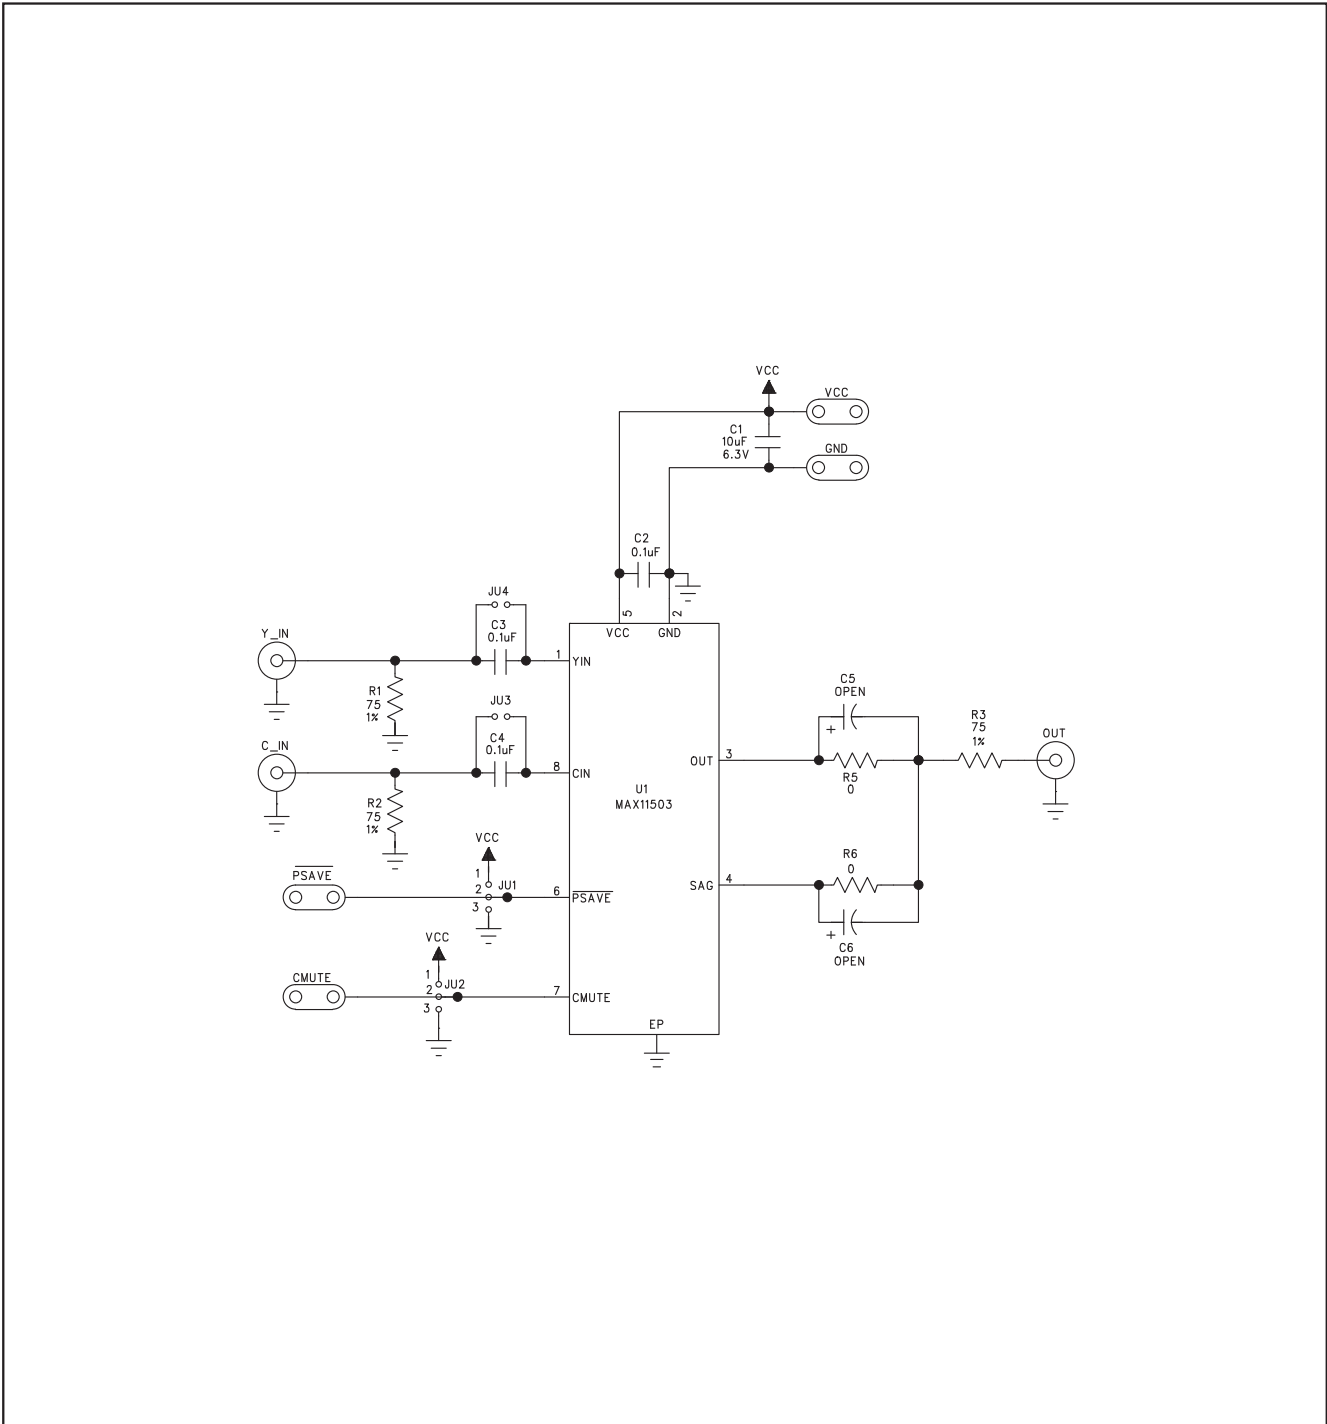 VCC
VCC
C1
10uF
6.3V
GND
C2
0.1uF
JU4
5
2
Y_IN
C3
0.1uF
VCC
GND
1
YIN
R1
75
1%
JU3
C5
OPEN
C_IN
C4
0.1uF
R3
75
1%
OUT
8
CIN
OUT
3
R5
0
U1
MAX11503
R2
75
1%
VCC
PSAVE
1
2
3
JU1
6
PSAVE
R6
0
SAG
4
C6
OPEN
VCC
CMUTE
1
2
3
JU2
7
CMUTE
EP
+
+